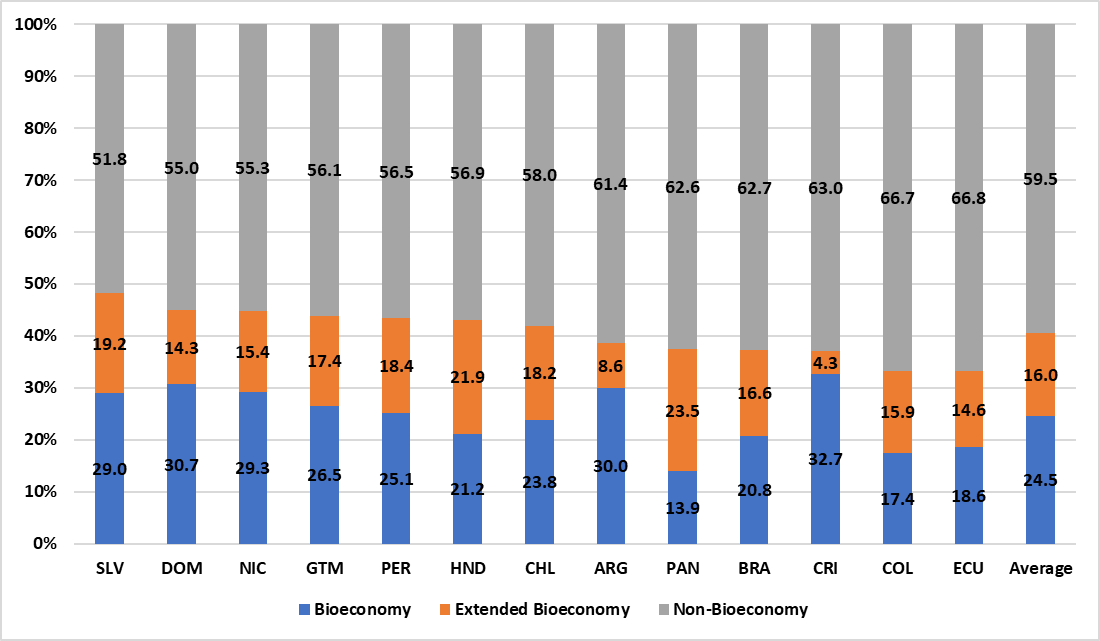 100%
90%
80%
70%
60%
50%
40%
30%
20%
10%
0%
51.8 55.0 55.3 56.1 56.5 56.9 58.0 61.4 62.6 62.7 63.0 66.7 66.8 59.5
19.2 14.3 15.4 17.4 18.4 21.9 18.2 8.6 23.5 16.6 4.3 15.9 14.6 16.0
29.0 30.7 29.3 26.5 25.1 21.2 23.8 30.0 13.9 20.8 32.7 17.4 18.6 24.5
SLV DOM NIC GTM PER HND CHL ARG PAN BRA CRI COL ECU Average
Bioeconomy Extended Bioeconomy Non-Bioeconomy